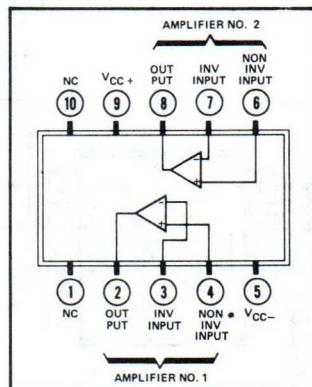 AMPLIFIER NO. 2
NC
VCC+
OUT PUT
INV INPUT
NON INV INPUT
10
9
8
7
6
-
+
-
+
1
2
3
4
5
NC
OUT PUT
INV INPUT
NON INV INPUT
VCC-
AMPLIFIER NO. 1